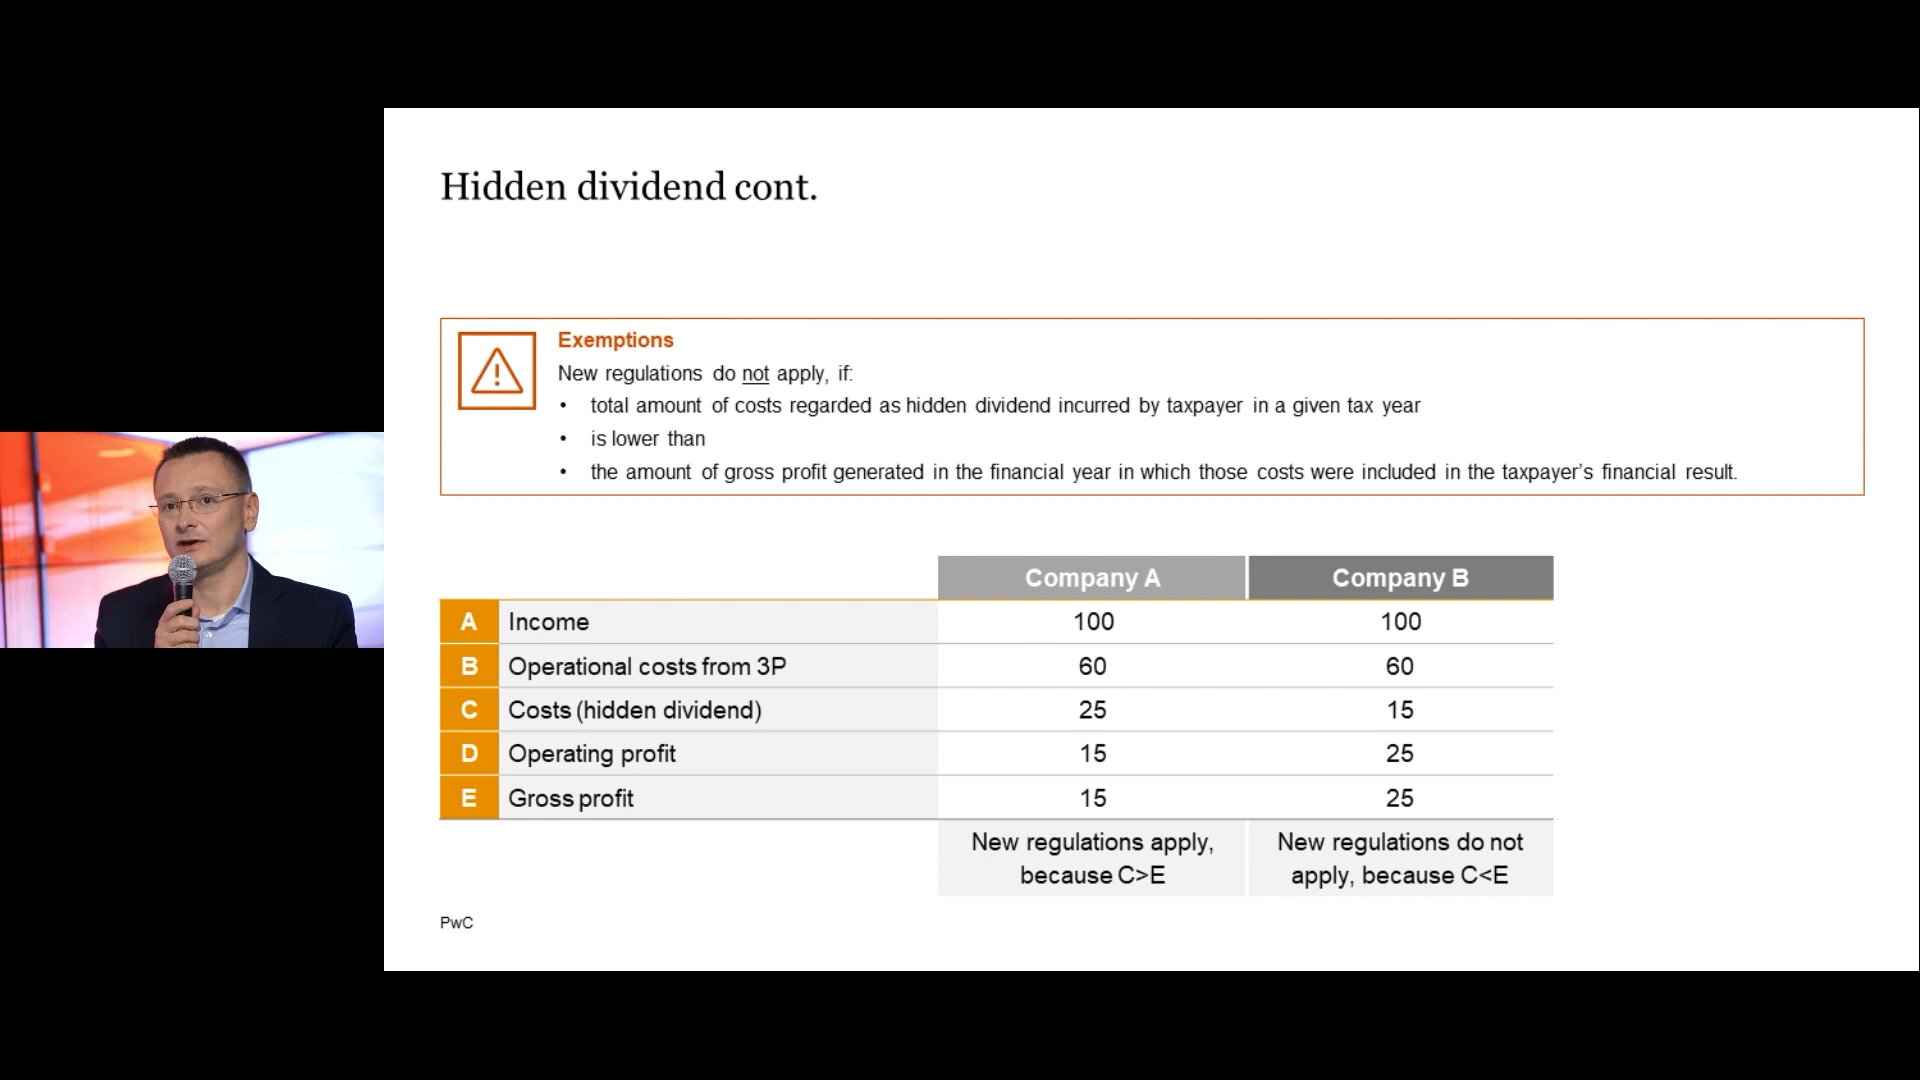 Hidden dividend cont.
Exemptions
New regulations do not apply, if:
• total amount of costs regarded as hidden dividend incurred by taxpayer in a given tax year
• is lower than
• the amount of gross profit generated in the financial year in which those costs were included in the taxpayer’s financial result.
Company A Company B
A Income 100 100
B Operational costs from 3P 60 60
C Costs (hidden dividend) 25 15
D Operating profit 15 25
E Gross profit 15 25
New regulations apply, New regulations do not
because C>E apply, because C<E
PwC